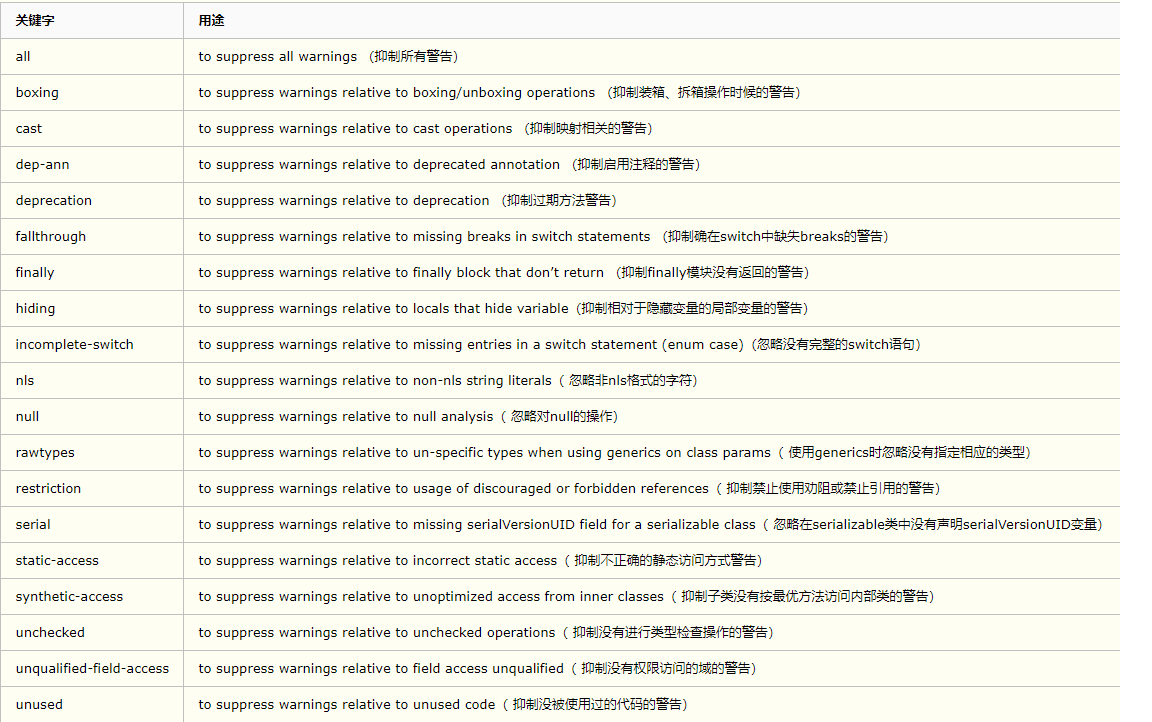 关键字 用途
all to suppress all warnings （抑制所有警告）
boxing to suppress warnings relative to boxing/unboxing operations （抑制装箱、拆箱操作时候的警告）
cast to suppress warnings relative to cast operations （抑制映射相关的警告）
dep-ann to suppress warnings relative to deprecated annotation （抑制启用注释的警告）
deprecation to suppress warnings relative to deprecation （抑制过期方法警告）
fallthrough to suppress warnings relative to missing breaks in switch statements （抑制确在switch中缺失breaks的警告）
finally to suppress warnings relative to finally block that don’t return （抑制finally模块没有返回的警告）
hiding to suppress warnings relative to locals that hide variable（抑制相对于隐藏变量的局部变量的警告）
incomplete-switch to suppress warnings relative to missing entries in a switch statement (enum case)（忽略没有完整的switch语句）
nls to suppress warnings relative to non-nls string literals（ 忽略非nls格式的字符）
null to suppress warnings relative to null analysis（ 忽略对null的操作）
rawtypes to suppress warnings relative to un-specific types when using generics on class params（ 使用generics时忽略没有指定相应的类型）
restriction to suppress warnings relative to usage of discouraged or forbidden references（ 抑制禁止使用劝阻或禁止引用的警告）
serial to suppress warnings relative to missing serialVersionUID field for a serializable class（ 忽略在serializable类中没有声明serialVersionUID变量）
static-access to suppress warnings relative to incorrect static access（ 抑制不正确的静态访问方式警告）
synthetic-access to suppress warnings relative to unoptimized access from inner classes（ 抑制子类没有按最优方法访问内部类的警告）
unchecked to suppress warnings relative to unchecked operations（ 抑制没有进行类型检查操作的警告）
unqualified-field-access to suppress warnings relative to field access unqualified（ 抑制没有权限访问的域的警告）
unused to suppress warnings relative to unused code（ 抑制没被使用过的代码的警告）